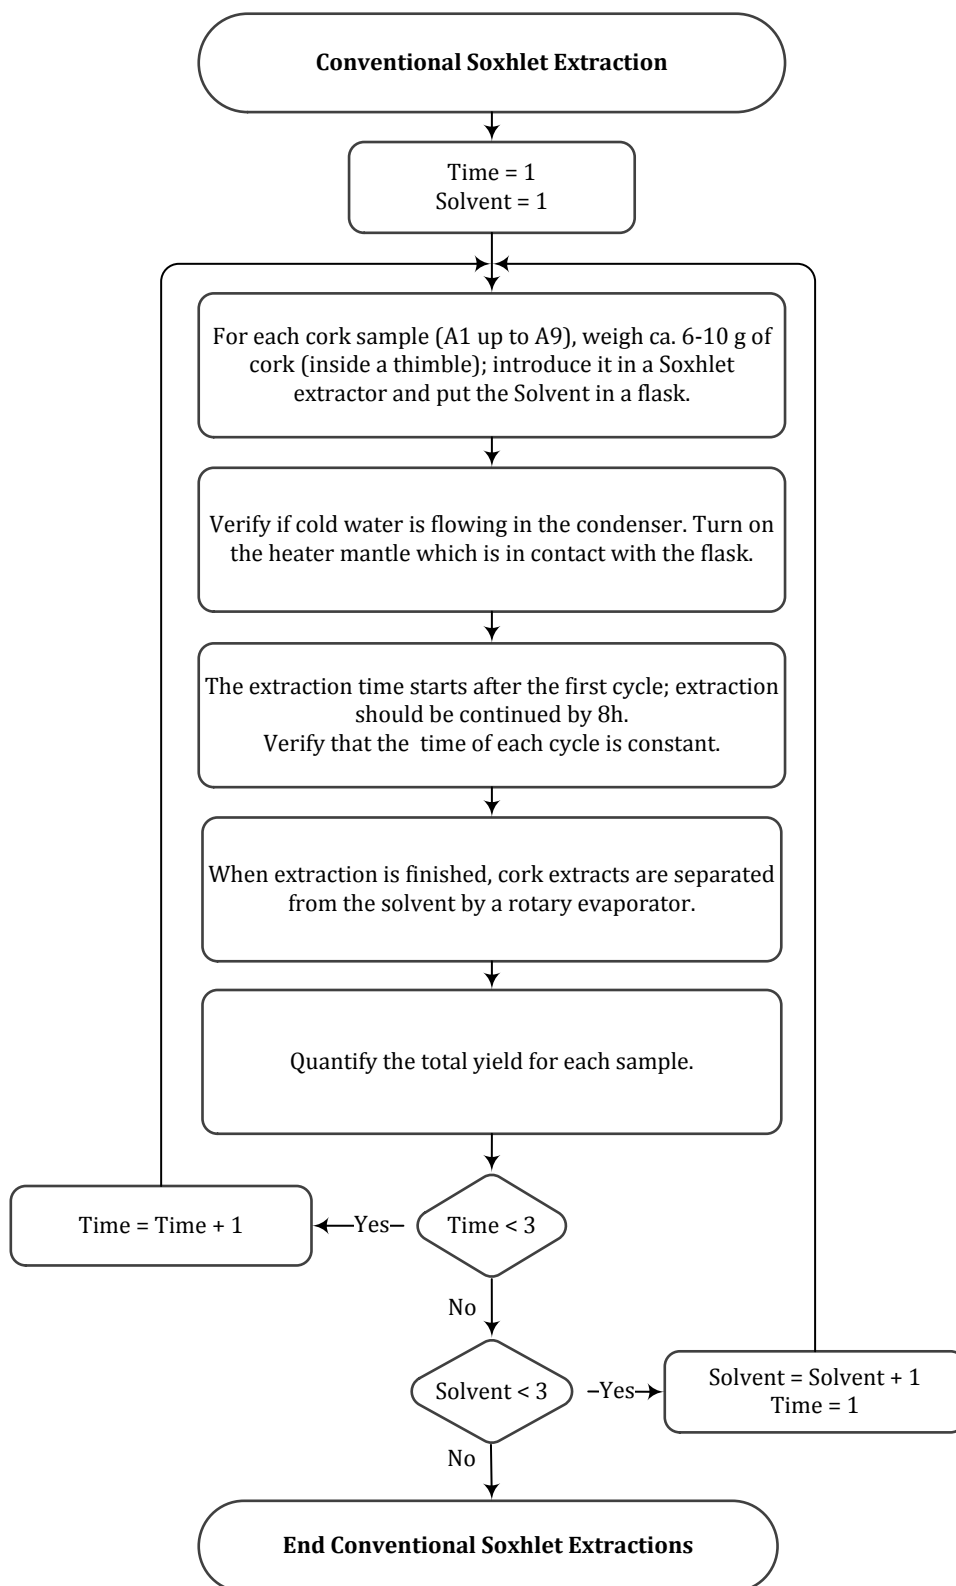 Conventional Soxhlet Extraction
Time = 1
Solvent = 1
For each cork sample (A1 up to A9), weigh ca. 6-10 g of
cork (inside a thimble); introduce it in a Soxhlet
extractor and put the Solvent in a flask.
Verify if cold water is flowing in the condenser. Turn on
the heater mantle which is in contact with the flask.
The extraction time starts after the first cycle; extraction
should be continued by 8h.
Verify that the time of each cycle is constant.
When extraction is finished, cork extracts are separated
from the solvent by a rotary evaporator.
Quantify the total yield for each sample.
Time = Time + 1
Yes
Time < 3
No
Solvent < 3
Yes
Solvent = Solvent + 1
Time = 1
No
End Conventional Soxhlet Extractions